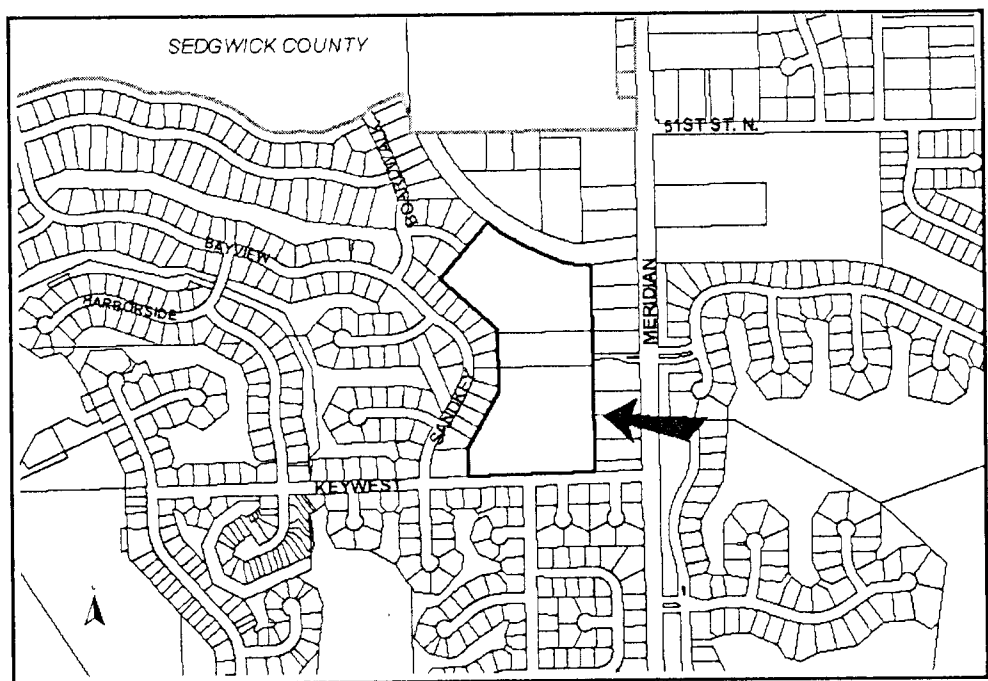 SEDGWICK COUNTY
51ST ST. N.
BOARDWALK
BAYVIEW
MERIDIAN
HARBORSIDE
SANDKEY
KEYWEST